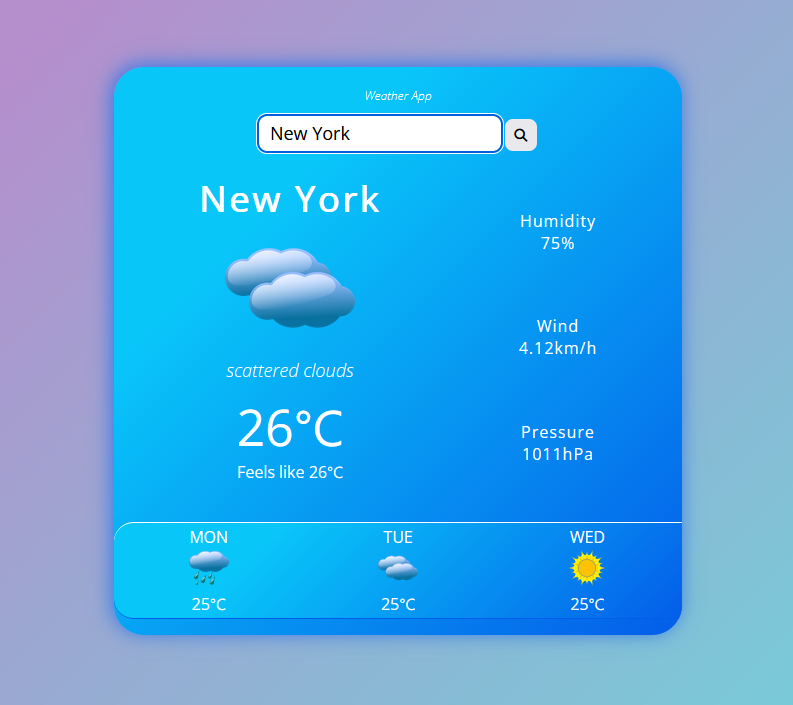 Weather App
New York
New York
scattered clouds
26°C
Feels like 26°C
Humidity
75%
Wind
4.12km/h
Pressure
1011hPa
MON
25°C
TUE
25°C
WED
25°C